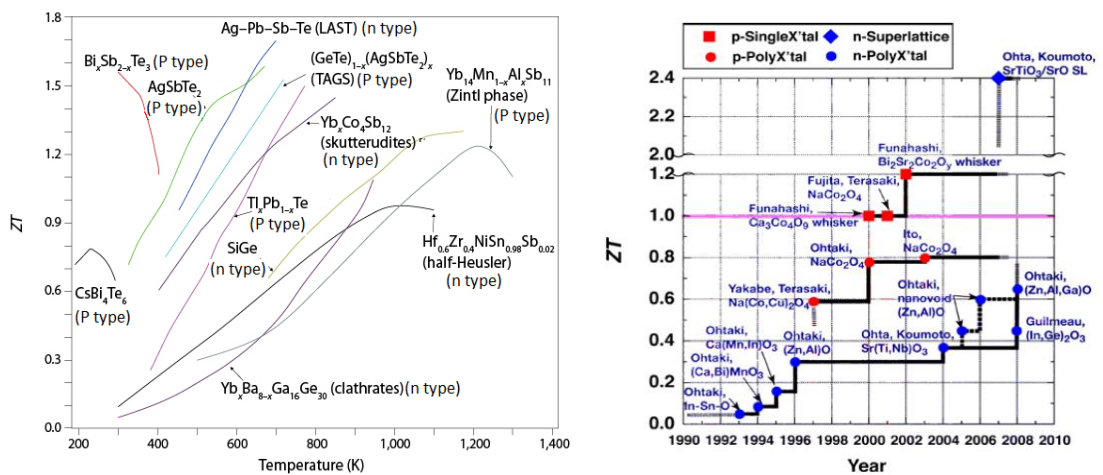 1.8
1.5
1.2
0.9
0.6
0.3
0.0
ZT
200
400
600
800
1,000
1,200
1,400
Temperature (K)
Ag–Pb–Sb–Te (LAST) (n type)
BiₓSb₂₋ₓTe₃ (P type)
AgSbTe₂
(P type)
(GeTe)₁₋ₓ(AgSbTe₂)ₓ
(TAGS) (P type)
Yb₁₄Mn₁₋ₓAlₓSb₁₁
(Zintl phase)
(P type)
YbₓCo₄Sb₁₂
(skutterudites)
(n type)
TlₓPb₁₋ₓTe
(P type)
SiGe
(n type)
Hf₀.₆Zr₀.₄NiSn₀.₉₈Sb₀.₀₂
(half-Heusler)
(n type)
CsBi₄Te₆
(P type)
YbₓBa₈₋ₓGa₁₆Ge₃₀ (clathrates) (n type)
p-SingleX'tal
n-Superlattice
p-PolyX'tal
n-PolyX'tal
2.4
2.2
2.0
1.2
1.0
0.8
0.6
0.4
0.2
0.0
ZT
Ohta, Koumoto,
SrTiO₃/SrO SL
Funahashi,
Bi₂Sr₂Co₂Oᵧ whisker
Fujita, Terasaki,
NaCo₂O₄
Funahashi,
Ca₃Co₄O₉ whisker
Ito,
NaCo₂O₄
Ohtaki,
NaCo₂O₄
Yakabe, Terasaki,
Na(Co,Cu)₂O₄
Ohtaki,
nanovoid
(Zn,Al)O
Ohtaki,
(Zn,Al,Ga)O
Guilmeau,
(In,Ge)₂O₃
Ohta, Koumoto,
Sr(Ti,Nb)O₃
Ohtaki,
(Zn,Al)O
Ohtaki,
Ca(Mn,In)O₃
Ohtaki,
(Ca,Bi)MnO₃
Ohtaki,
In-Sn-O
1990
1992
1994
1996
1998
2000
2002
2004
2006
2008
2010
Year